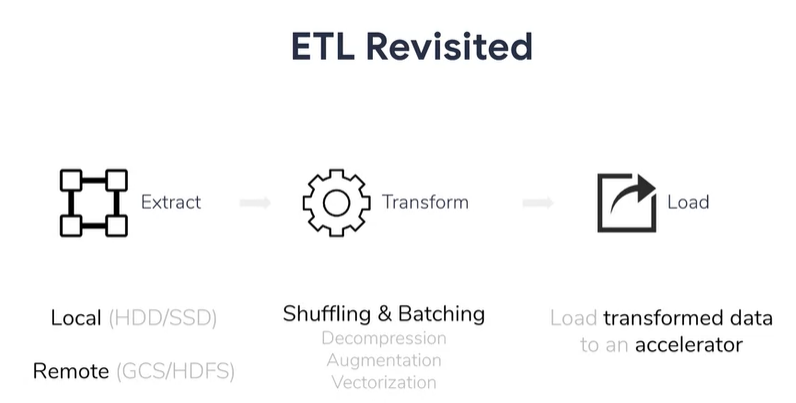 ETL Revisited
Extract
Transform
Load
Local (HDD/SSD)
Remote (GCS/HDFS)
Shuffling & Batching
Decompression
Augmentation
Vectorization
Load transformed data
to an accelerator